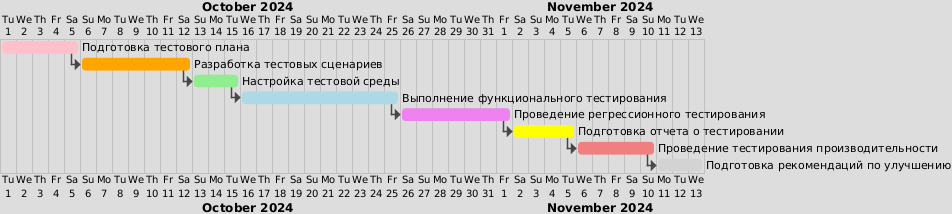 October 2024 November 2024
Tu We Th Fr Sa Su Mo Tu We Th Fr Sa Su Mo Tu We Th Fr Sa Su Mo Tu We Th Fr Sa Su Mo Tu We Th Fr Sa Su Mo Tu We Th Fr Sa Su Mo Tu We
1 2 3 4 5 6 7 8 9 10 11 12 13 14 15 16 17 18 19 20 21 22 23 24 25 26 27 28 29 30 31 1 2 3 4 5 6 7 8 9 10 11 12 13
Подготовка тестового плана
Разработка тестовых сценариев
Настройка тестовой среды
Выполнение функционального тестирования
Проведение регрессионного тестирования
Подготовка отчета о тестировании
Проведение тестирования производительности
Подготовка рекомендаций по улучшению
Tu We Th Fr Sa Su Mo Tu We Th Fr Sa Su Mo Tu We Th Fr Sa Su Mo Tu We Th Fr Sa Su Mo Tu We Th Fr Sa Su Mo Tu We Th Fr Sa Su Mo Tu We
1 2 3 4 5 6 7 8 9 10 11 12 13 14 15 16 17 18 19 20 21 22 23 24 25 26 27 28 29 30 31 1 2 3 4 5 6 7 8 9 10 11 12 13
October 2024 November 2024